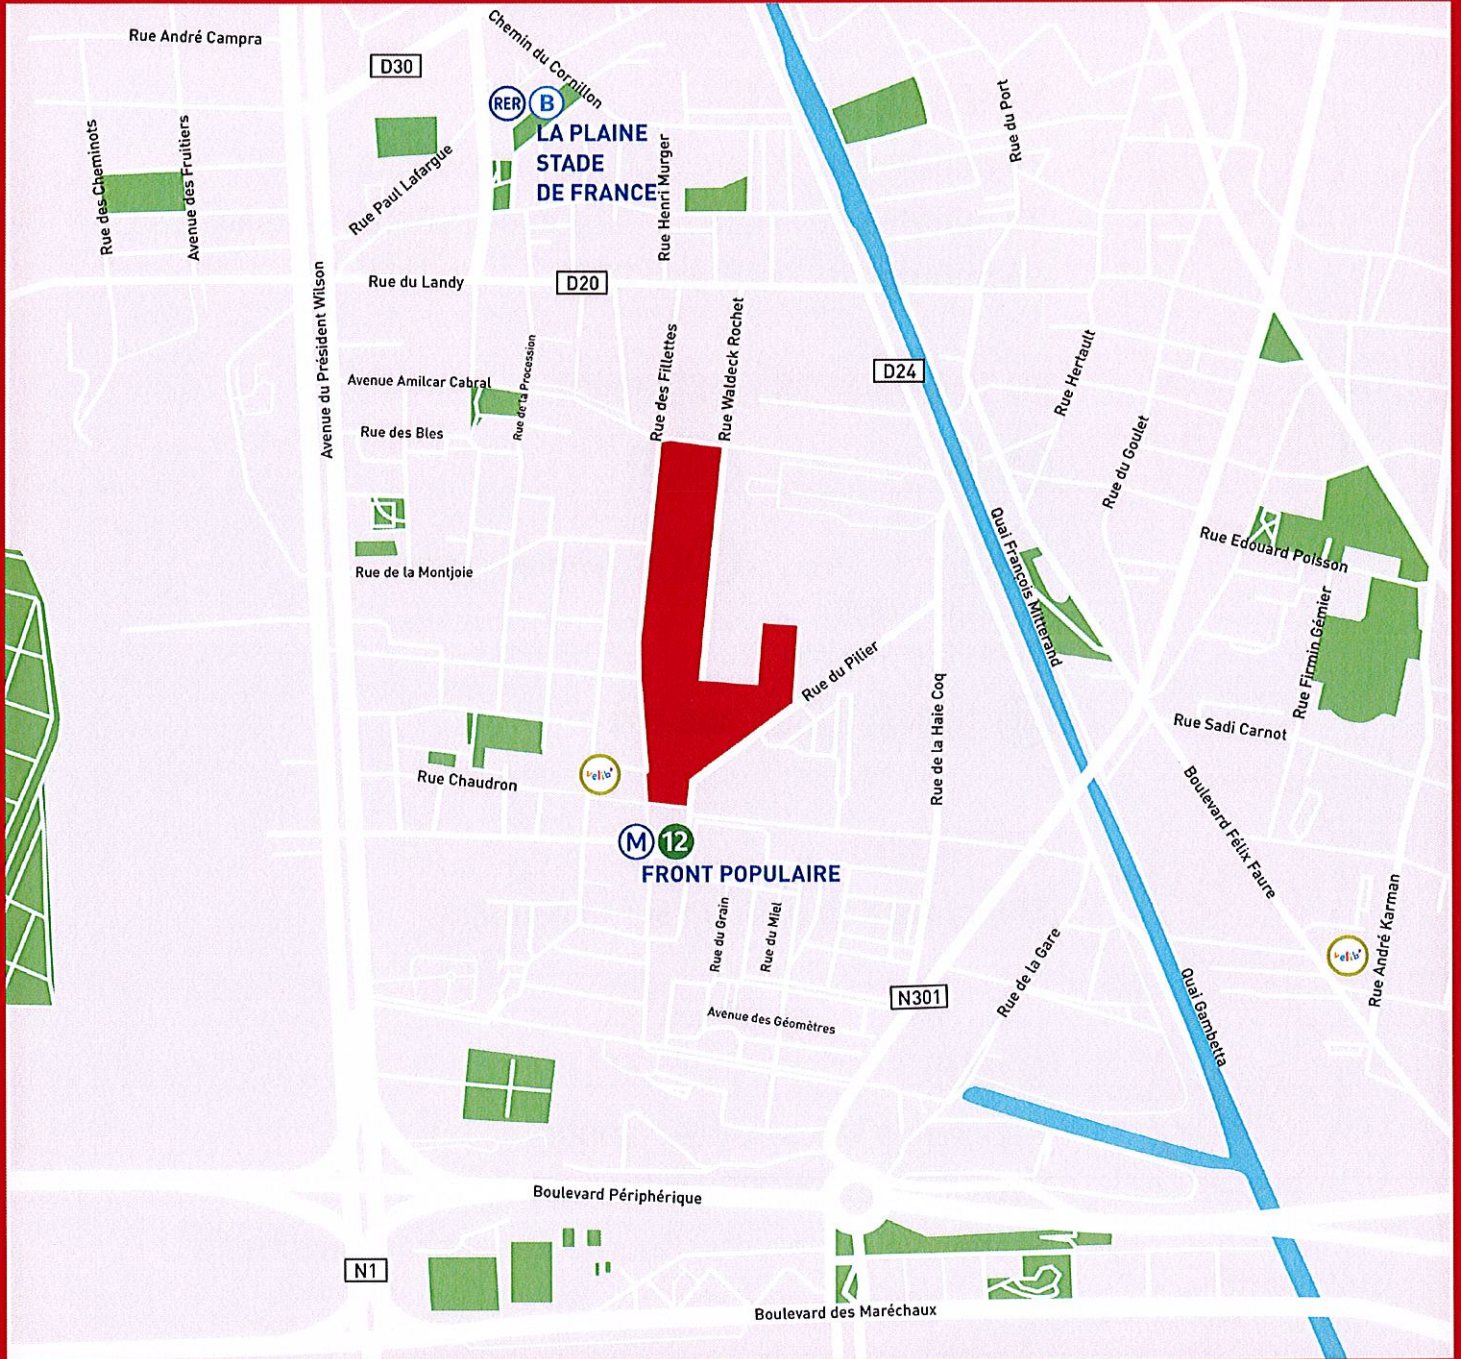 Rue André Campra
D30
Chemin du Cornillon
RER B
LA PLAINE
STADE
DE FRANCE
Rue du Port
Rue des Cheminots
Avenue des Fruitiers
Rue Paul Lafargue
Rue Henri Murger
Rue du Landy
D20
Avenue du Président Wilson
Rue des Fillettes
Rue Waldeck Rochet
D24
Rue Hertault
Avenue Amilcar Cabral
Rue de la Procession
Rue des Bles
Rue du Goulet
Quai François Mitterand
Rue Edouard Poisson
Rue de la Montjoie
Rue Firmin Gémier
Rue du Pilier
Rue de la Haie Coq
Rue Sadi Carnot
Rue Chaudron
velib'
Boulevard Félix Faure
M 12
FRONT POPULAIRE
Rue du Grain
Rue du Miel
Rue de la Gare
Rue André Karman
velib'
N301
Quai Gambetta
Avenue des Géomètres
Boulevard Périphérique
N1
Boulevard des Maréchaux